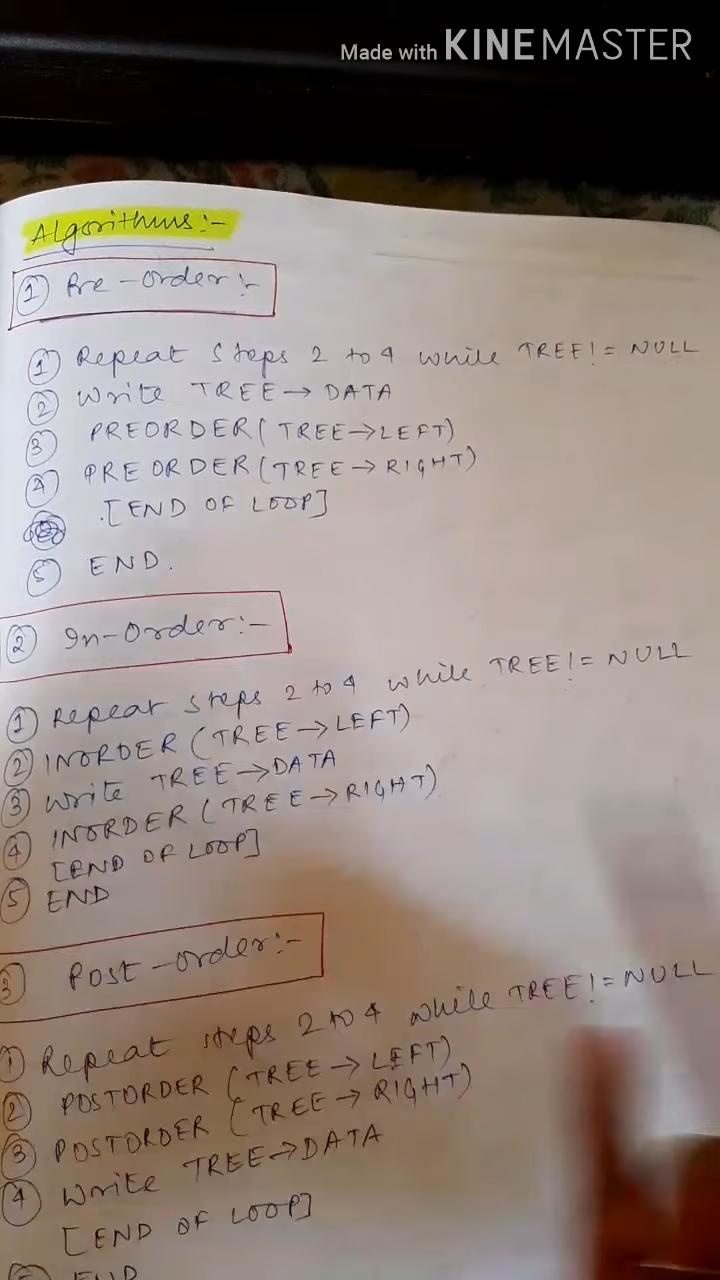 Made with KINEMASTER
Algorithms:-
① Pre-order:-
① Repeat steps 2 to 4 while TREE!= NULL
② Write TREE→DATA
③ PREORDER(TREE→LEFT)
④ PREORDER(TREE→RIGHT)
[END OF LOOP]
⑤ END.
② In-order:-
① Repeat steps 2 to 4 while TREE!= NULL
② INORDER (TREE→LEFT)
③ Write TREE→DATA
④ INORDER (TREE→RIGHT)
[END OF LOOP]
⑤ END
③ Post-order:-
① Repeat steps 2 to 4 while TREE!= NULL
② POSTORDER (TREE→LEFT)
③ POSTORDER (TREE→RIGHT)
④ Write TREE→DATA
[END OF LOOP]
⑤ END